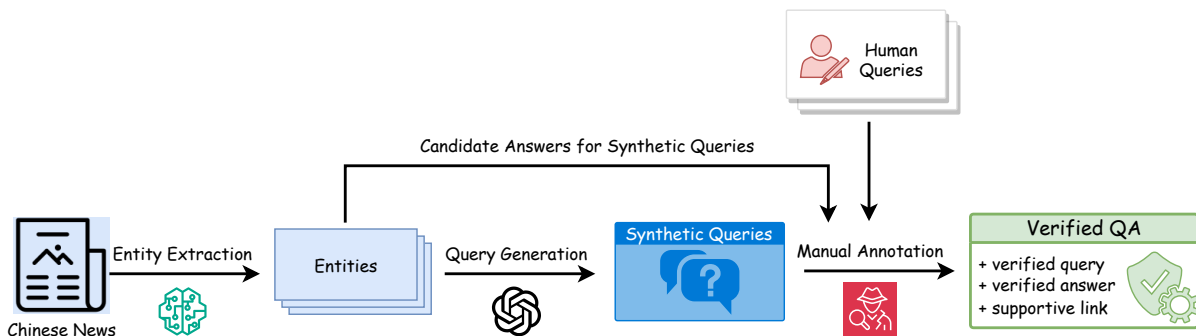 Human
Queries
Candidate Answers for Synthetic Queries
Chinese News
Entity Extraction
Entities
Query Generation
Synthetic Queries
?
Manual Annotation
Verified QA
+ verified query
+ verified answer
+ supportive link